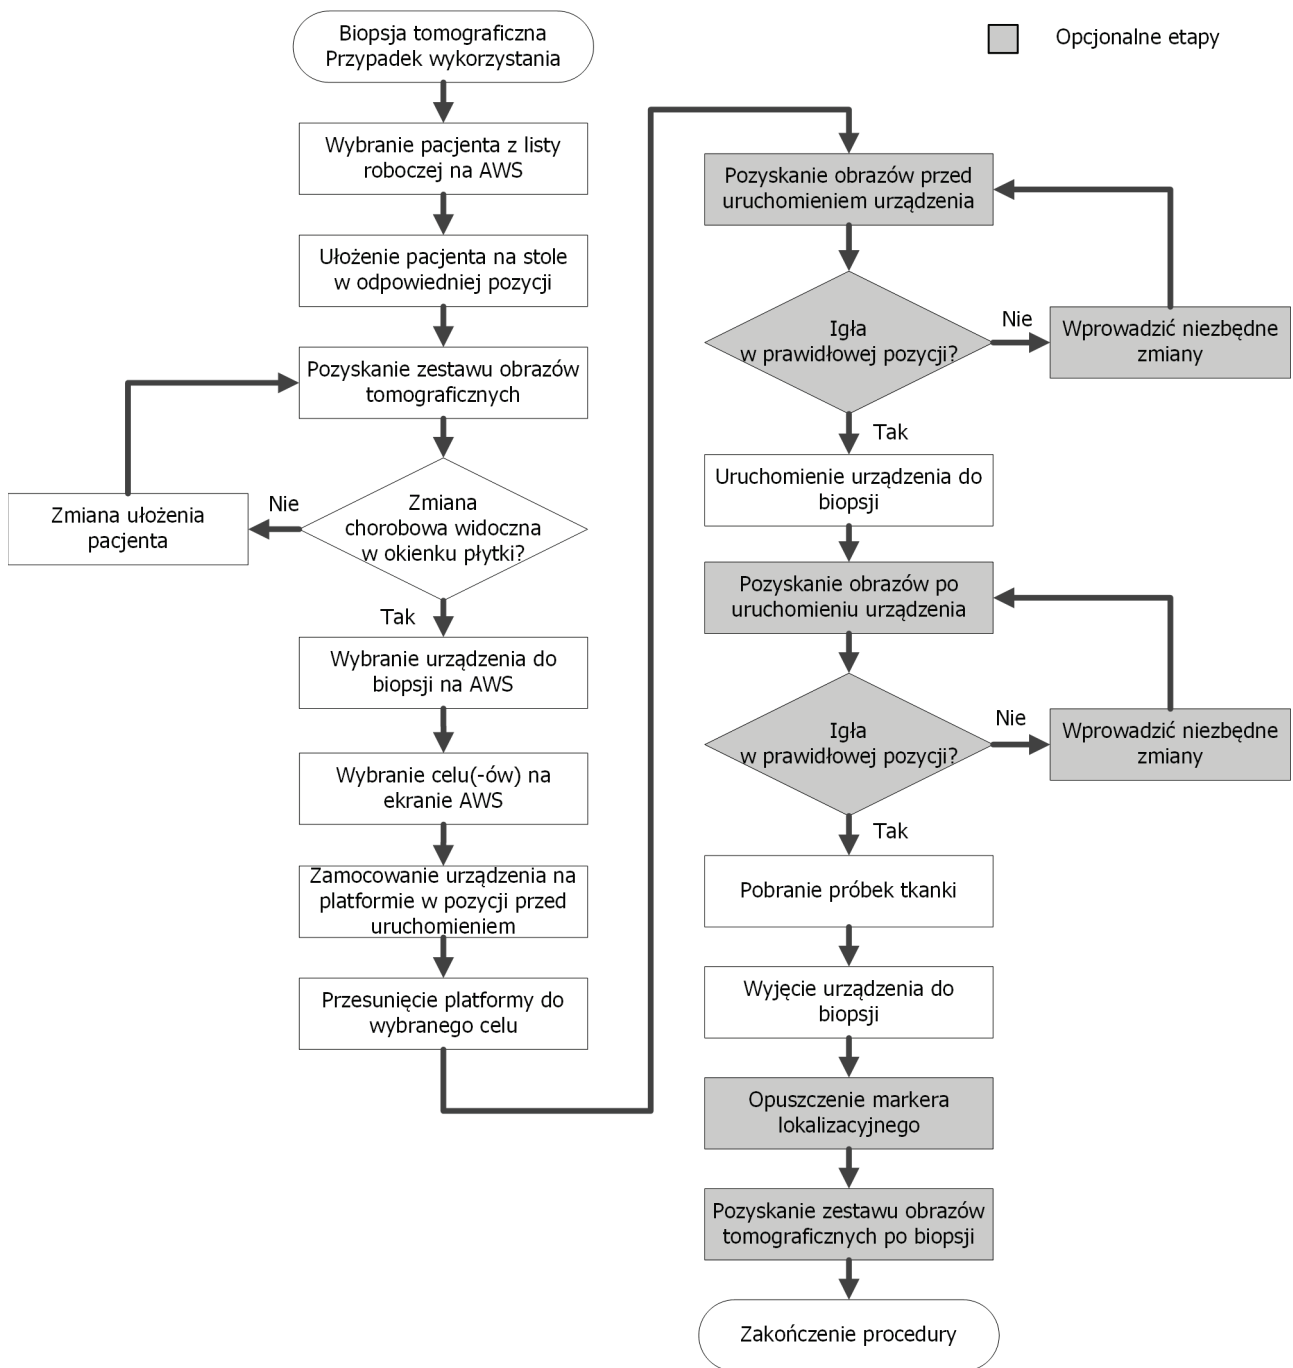 Biopsja tomograficzna
Przypadek wykorzystania
Opcjonalne etapy
Wybranie pacjenta z listy
roboczej na AWS
Ułożenie pacjenta na stole
w odpowiedniej pozycji
Pozyskanie zestawu obrazów
tomograficznych
Zmiana
chorobowa widoczna
w okienku płytki?
Nie
Zmiana ułożenia
pacjenta
Tak
Wybranie urządzenia do
biopsji na AWS
Wybranie celu(-ów) na
ekranie AWS
Zamocowanie urządzenia na
platformie w pozycji przed
uruchomieniem
Przesunięcie platformy do
wybranego celu
Pozyskanie obrazów przed
uruchomieniem urządzenia
Igła
w prawidłowej pozycji?
Nie
Wprowadzić niezbędne
zmiany
Tak
Uruchomienie urządzenia do
biopsji
Pozyskanie obrazów po
uruchomieniu urządzenia
Igła
w prawidłowej pozycji?
Nie
Wprowadzić niezbędne
zmiany
Tak
Pobranie próbek tkanki
Wyjęcie urządzenia do
biopsji
Opuszczenie markera
lokalizacyjnego
Pozyskanie zestawu obrazów
tomograficznych po biopsji
Zakończenie procedury